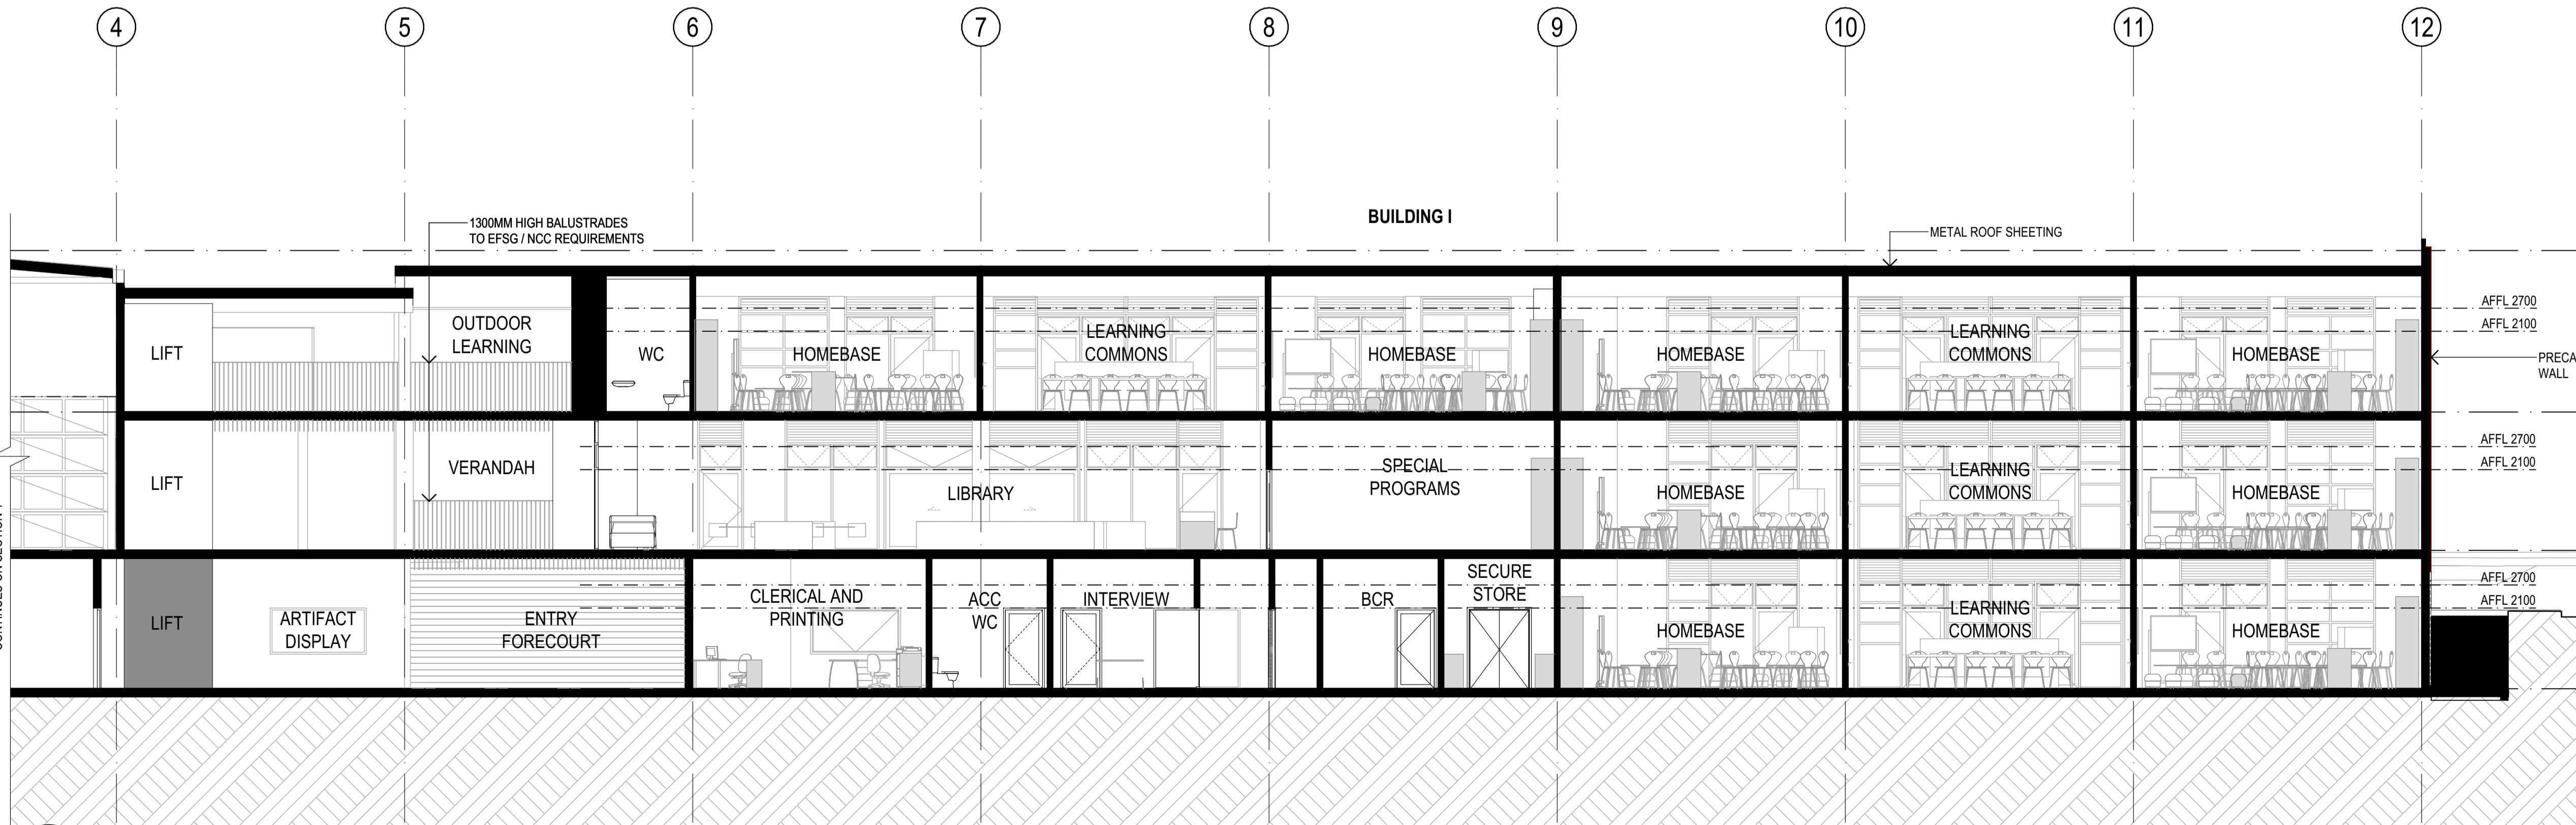 4
5
6
7
8
9
10
11
12
BUILDING I
1300MM HIGH BALUSTRADES
TO EFSG / NCC REQUIREMENTS
METAL ROOF SHEETING
LIFT
OUTDOOR
LEARNING
WC
HOMEBASE
LEARNING
COMMONS
HOMEBASE
HOMEBASE
LEARNING
COMMONS
HOMEBASE
AFFL 2700
AFFL 2100
PRECA
WALL
LIFT
VERANDAH
LIBRARY
SPECIAL
PROGRAMS
HOMEBASE
LEARNING
COMMONS
HOMEBASE
AFFL 2700
AFFL 2100
LIFT
ARTIFACT
DISPLAY
ENTRY
FORECOURT
CLERICAL AND
PRINTING
ACC
WC
INTERVIEW
BCR
SECURE
STORE
HOMEBASE
LEARNING
COMMONS
HOMEBASE
AFFL 2700
AFFL 2100